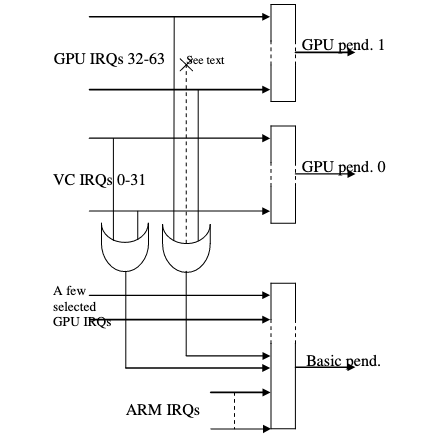 GPU pend. 1
GPU IRQs 32-63
See text
GPU pend. 0
VC IRQs 0-31
A few
selected
GPU IRQs
Basic pend.
ARM IRQs